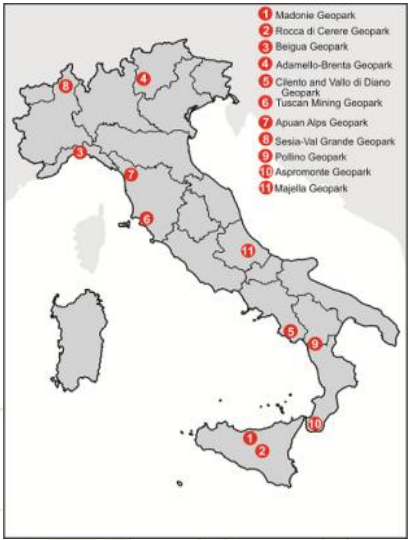 1 Madonie Geopark
2 Rocca di Cerere Geopark
3 Beigua Geopark
4 Adamello-Brenta Geopark
5 Cilento and Vallo di Diano
Geopark
6 Tuscan Mining Geopark
7 Apuan Alps Geopark
8 Sesia-Val Grande Geopark
9 Pollino Geopark
10 Aspromonte Geopark
11 Majella Geopark
4
8
3
7
6
11
5
9
10
1
2